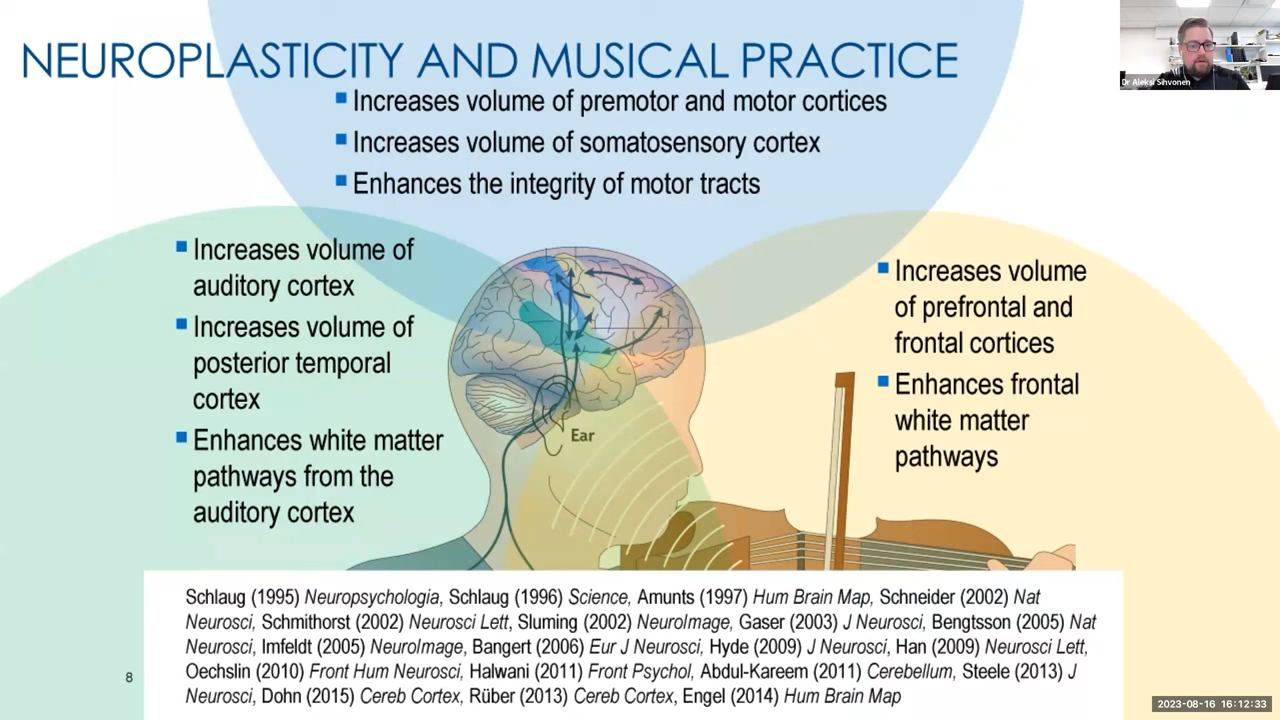 NEUROPLASTICITY AND MUSICAL PRACTICE
Dr Aleksi Sihvonen
▪ Increases volume of premotor and motor cortices
▪ Increases volume of somatosensory cortex
▪ Enhances the integrity of motor tracts
▪ Increases volume of
auditory cortex
▪ Increases volume of
posterior temporal
cortex
▪ Enhances white matter
pathways from the
auditory cortex
▪ Increases volume
of prefrontal and
frontal cortices
▪ Enhances frontal
white matter
pathways
Ear
Schlaug (1995) Neuropsychologia, Schlaug (1996) Science, Amunts (1997) Hum Brain Map, Schneider (2002) Nat
Neurosci, Schmithorst (2002) Neurosci Lett, Sluming (2002) NeuroImage, Gaser (2003) J Neurosci, Bengtsson (2005) Nat
Neurosci, Imfeldt (2005) NeuroImage, Bangert (2006) Eur J Neurosci, Hyde (2009) J Neurosci, Han (2009) Neurosci Lett,
Oechslin (2010) Front Hum Neurosci, Halwani (2011) Front Psychol, Abdul-Kareem (2011) Cerebellum, Steele (2013) J
Neurosci, Dohn (2015) Cereb Cortex, Rüber (2013) Cereb Cortex, Engel (2014) Hum Brain Map
8
2023-08-16 16:12:33